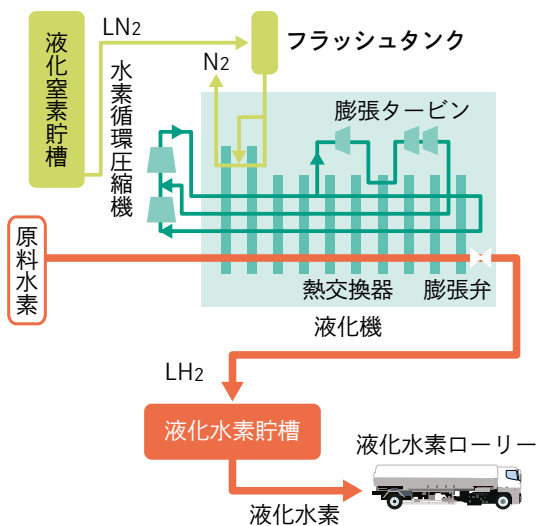 液化窒素貯槽
LN2
N2
フラッシュタンク
水素循環圧縮機
膨張タービン
原料水素
熱交換器
膨張弁
液化機
LH2
液化水素貯槽
液化水素ローリー
液化水素